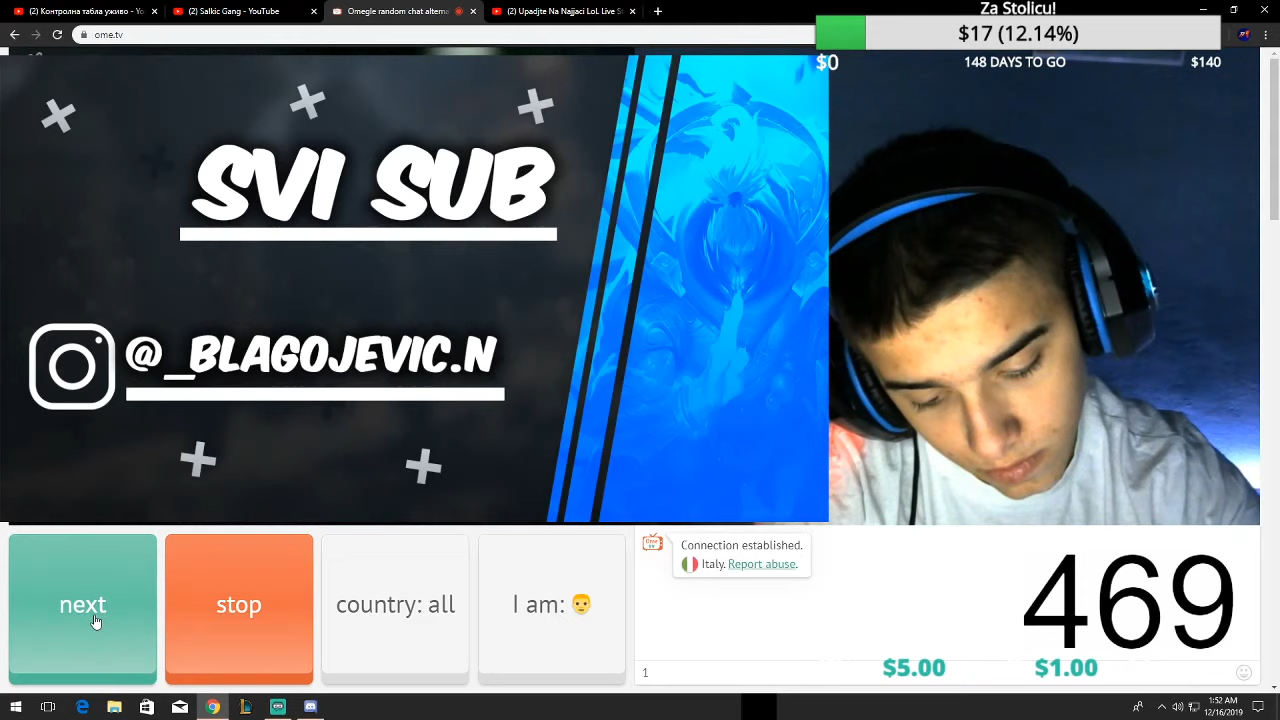 (2) Контролна табла уживо - Yo
(2) Salkic Gang - YouTube
Omegle random chat alterna
(2) Upadjte Na Najjaci LoL Live St
ome.tv
Za Stolicu!
$17 (12.14%)
$0
148 DAYS TO GO
$140
SVI SUB
@_BLAGOJEVIC.N
next
stop
country: all
I am:
Ome TV
Connection established.
Italy. Report abuse.
469
1
$5.00
$1.00
1:52 AM
12/16/2019